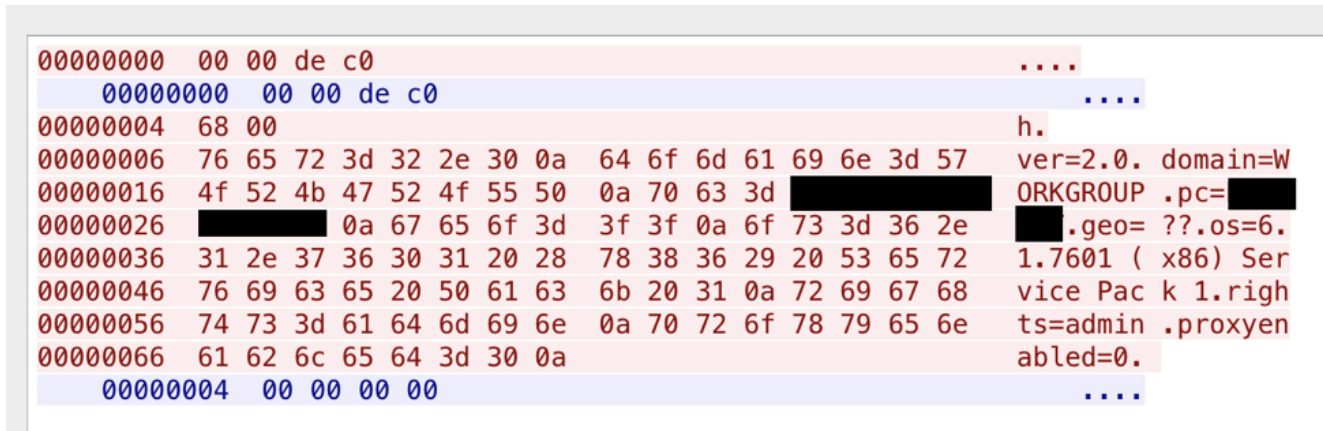 00000000 00 00 de c0 ....
00000000 00 00 de c0 ....
00000004 68 00 h.
00000006 76 65 72 3d 32 2e 30 0a 64 6f 6d 61 69 6e 3d 57 ver=2.0. domain=W
00000016 4f 52 4b 47 52 4f 55 50 0a 70 63 3d ORKGROUP .pc=
00000026 0a 67 65 6f 3d 3f 3f 0a 6f 73 3d 36 2e .geo= ??.os=6.
00000036 31 2e 37 36 30 31 20 28 78 38 36 29 20 53 65 72 1.7601 ( x86) Ser
00000046 76 69 63 65 20 50 61 63 6b 20 31 0a 72 69 67 68 vice Pac k 1.righ
00000056 74 73 3d 61 64 6d 69 6e 0a 70 72 6f 78 79 65 6e ts=admin .proxyen
00000066 61 62 6c 65 64 3d 30 0a abled=0.
00000004 00 00 00 00 ....